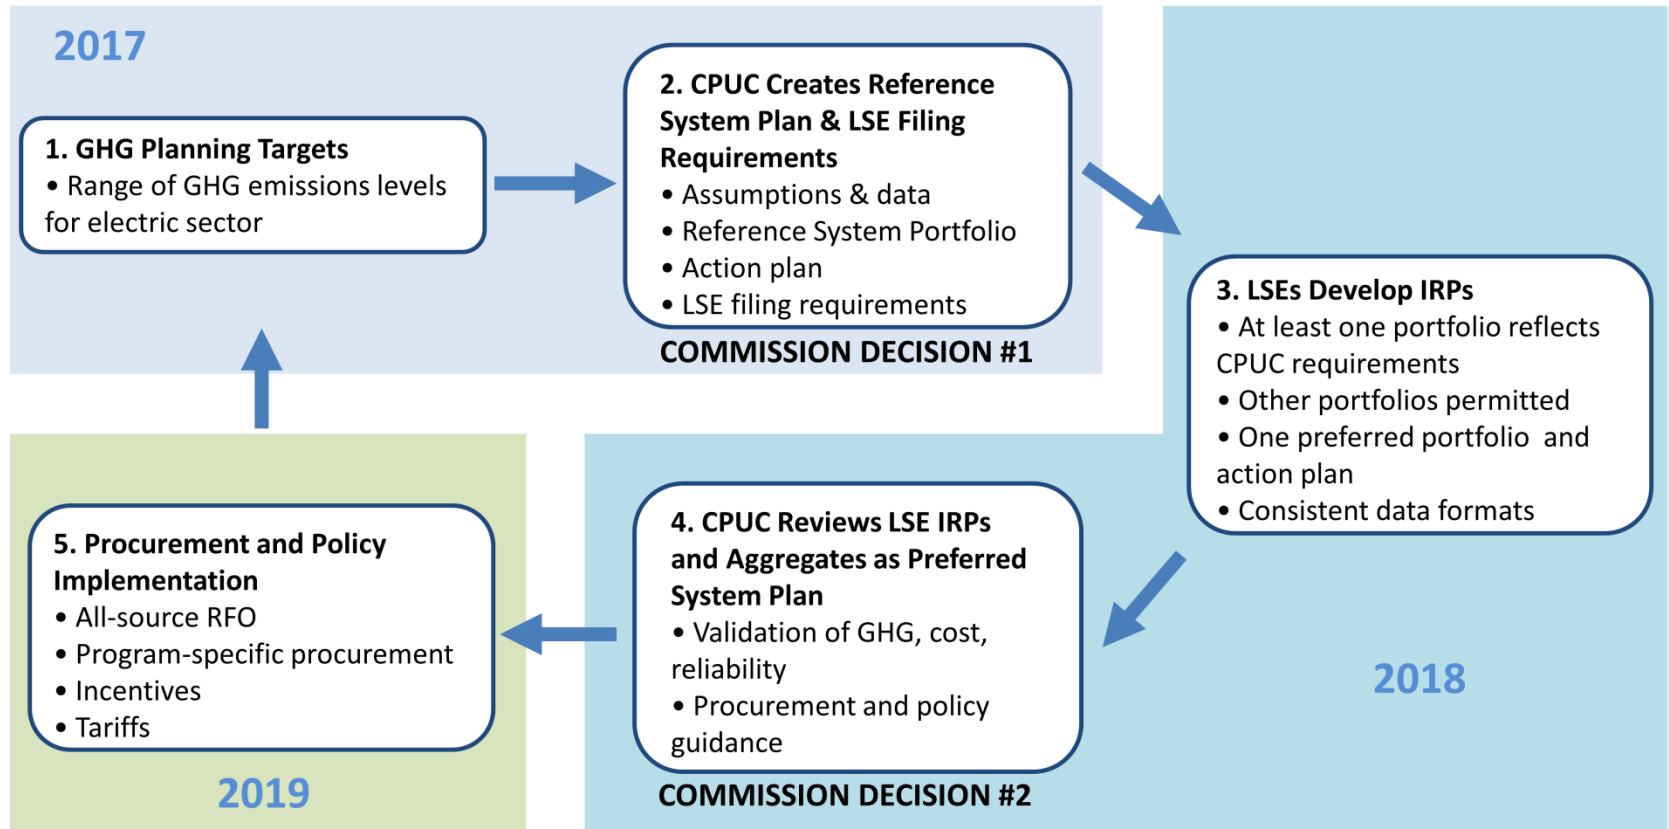 2017
1. GHG Planning Targets
• Range of GHG emissions levels
for electric sector
2. CPUC Creates Reference
System Plan & LSE Filing
Requirements
• Assumptions & data
• Reference System Portfolio
• Action plan
• LSE filing requirements
COMMISSION DECISION #1
3. LSEs Develop IRPs
• At least one portfolio reflects
CPUC requirements
• Other portfolios permitted
• One preferred portfolio and
action plan
• Consistent data formats
2018
4. CPUC Reviews LSE IRPs
and Aggregates as Preferred
System Plan
• Validation of GHG, cost,
reliability
• Procurement and policy
guidance
COMMISSION DECISION #2
5. Procurement and Policy
Implementation
• All-source RFO
• Program-specific procurement
• Incentives
• Tariffs
2019